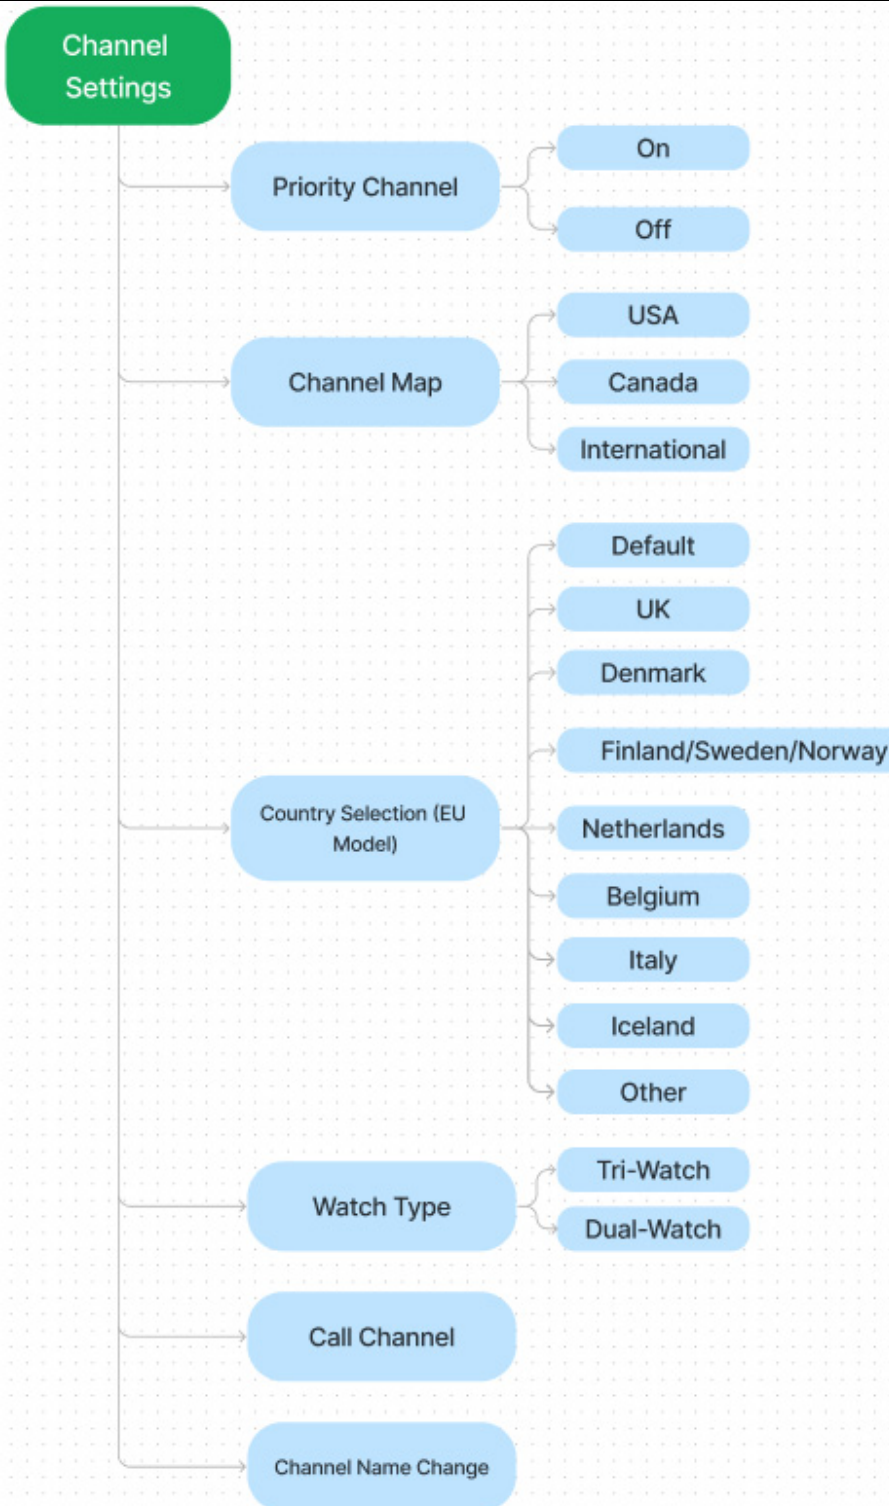 Channel
Settings
Priority Channel
On
Off
Channel Map
USA
Canada
International
Country Selection (EU
Model)
Default
UK
Denmark
Finland/Sweden/Norway
Netherlands
Belgium
Italy
Iceland
Other
Watch Type
Tri-Watch
Dual-Watch
Call Channel
Channel Name Change